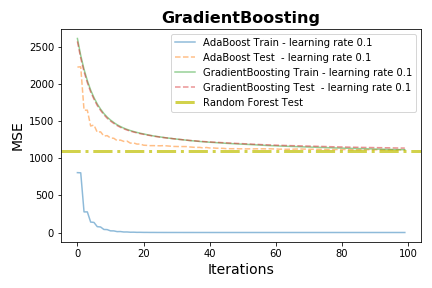 GradientBoosting
AdaBoost Train - learning rate 0.1
AdaBoost Test  - learning rate 0.1
GradientBoosting Train - learning rate 0.1
GradientBoosting Test  - learning rate 0.1
Random Forest Test
MSE
2500
2000
1500
1000
500
0
0 20 40 60 80 100
Iterations